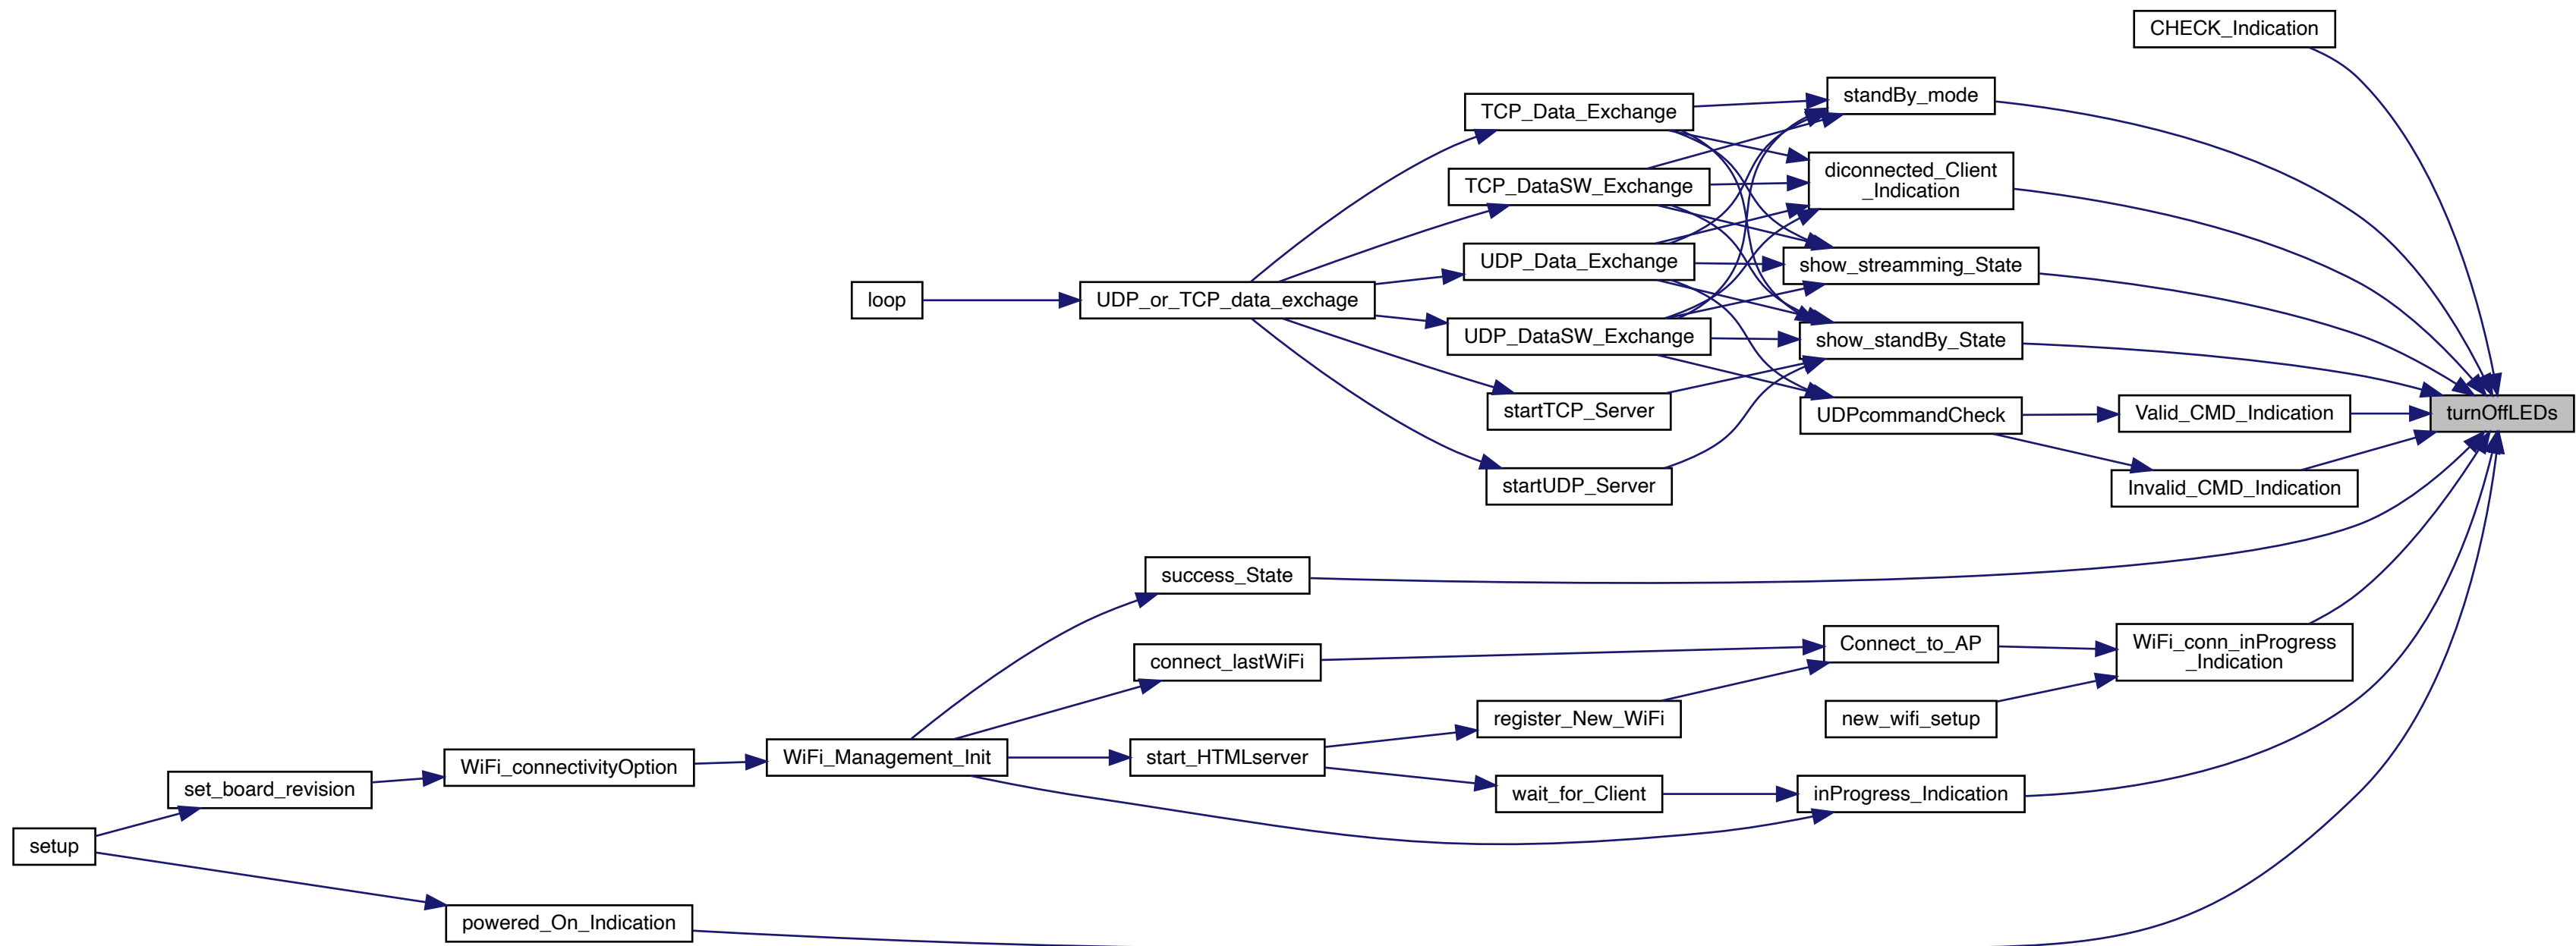 CHECK_Indication
standBy_mode
TCP_Data_Exchange
diconnected_Client
_Indication
TCP_DataSW_Exchange
UDP_Data_Exchange
show_streamming_State
loop
UDP_or_TCP_data_exchage
UDP_DataSW_Exchange
show_standBy_State
startTCP_Server
UDPcommandCheck
Valid_CMD_Indication
turnOffLEDs
startUDP_Server
Invalid_CMD_Indication
success_State
connect_lastWiFi
Connect_to_AP
WiFi_conn_inProgress
_Indication
register_New_WiFi
new_wifi_setup
set_board_revision
WiFi_connectivityOption
WiFi_Management_Init
start_HTMLserver
wait_for_Client
inProgress_Indication
setup
powered_On_Indication